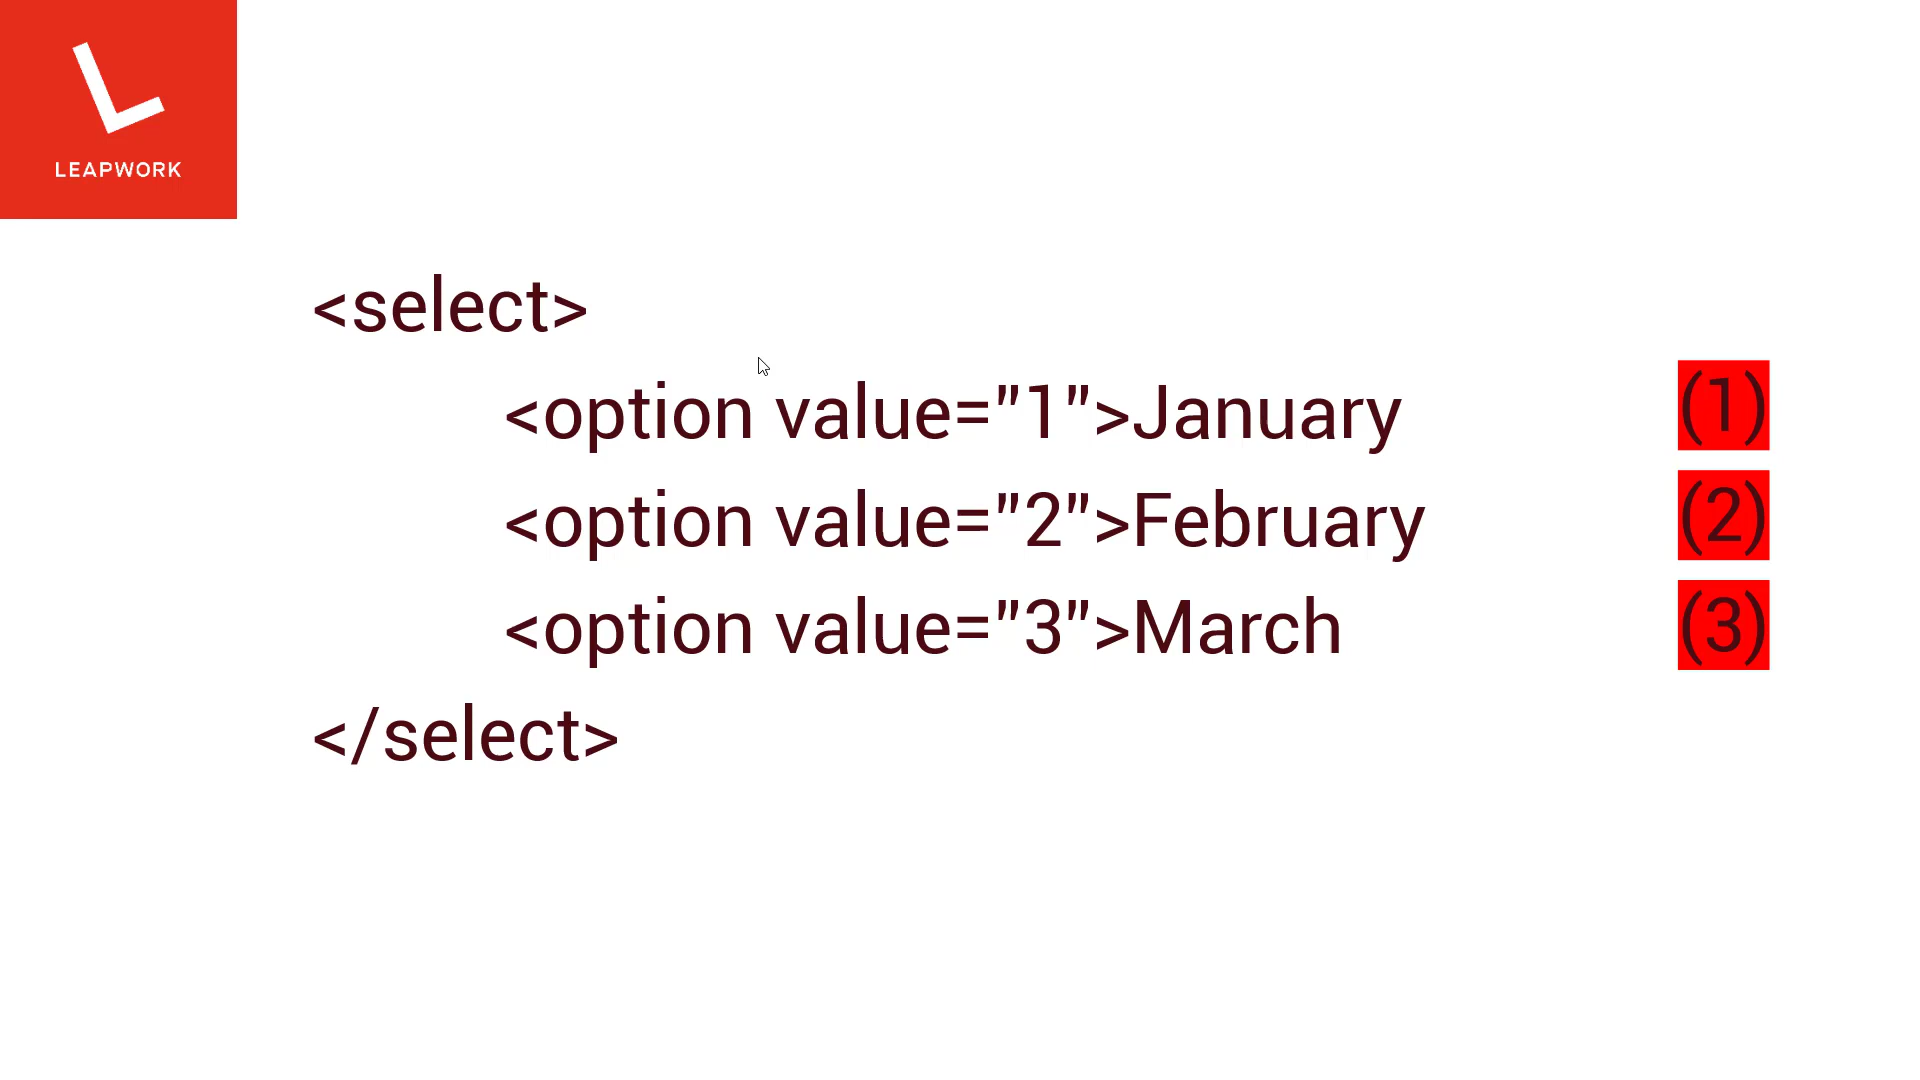 LEAPWORK
<select>
<option value="1">January (1)
<option value="2">February (2)
<option value="3">March (3)
</select>